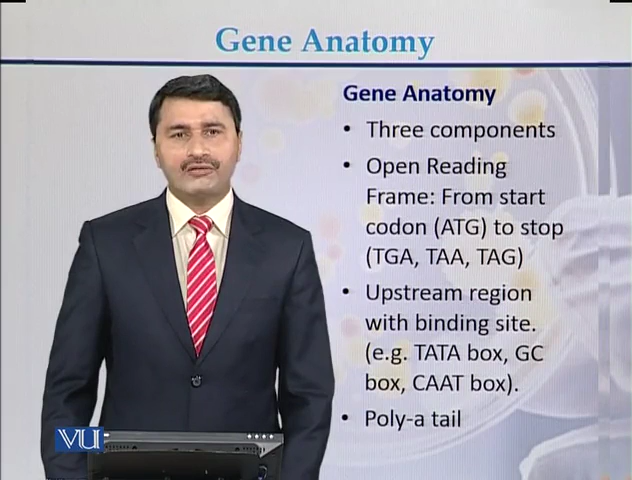 Gene Anatomy
Gene Anatomy
• Three components
• Open Reading
Frame: From start
codon (ATG) to stop
(TGA, TAA, TAG)
• Upstream region
with binding site.
(e.g. TATA box, GC
box, CAAT box).
• Poly-a tail
VU